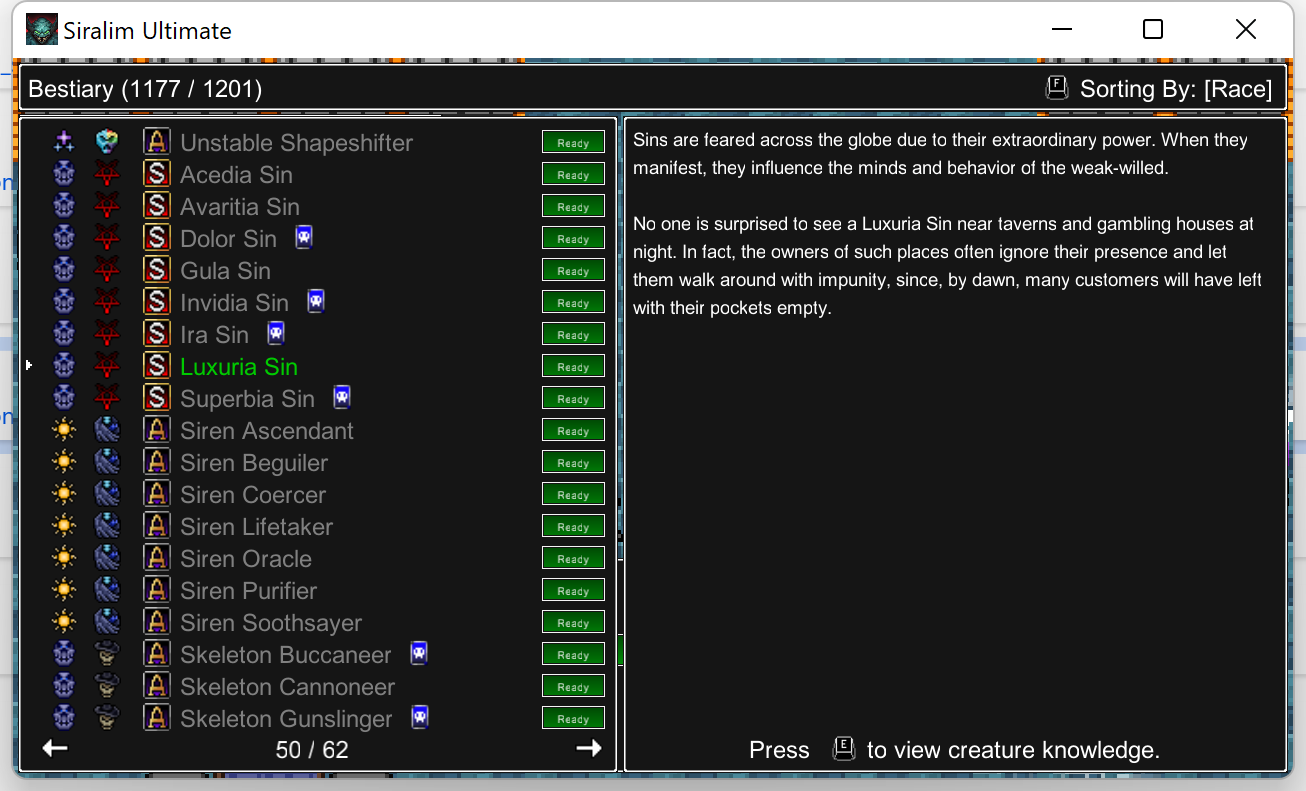 Siralim Ultimate
Bestiary (1177 / 1201)
F Sorting By: [Race]
A Unstable Shapeshifter Ready
S Acedia Sin Ready
S Avaritia Sin Ready
S Dolor Sin Ready
S Gula Sin Ready
S Invidia Sin Ready
S Ira Sin Ready
S Luxuria Sin Ready
S Superbia Sin Ready
A Siren Ascendant Ready
A Siren Beguiler Ready
A Siren Coercer Ready
A Siren Lifetaker Ready
A Siren Oracle Ready
A Siren Purifier Ready
A Siren Soothsayer Ready
A Skeleton Buccaneer Ready
A Skeleton Cannoneer Ready
A Skeleton Gunslinger Ready
50 / 62
Sins are feared across the globe due to their extraordinary power. When they
manifest, they influence the minds and behavior of the weak-willed.
No one is surprised to see a Luxuria Sin near taverns and gambling houses at
night. In fact, the owners of such places often ignore their presence and let
them walk around with impunity, since, by dawn, many customers will have left
with their pockets empty.
Press E to view creature knowledge.